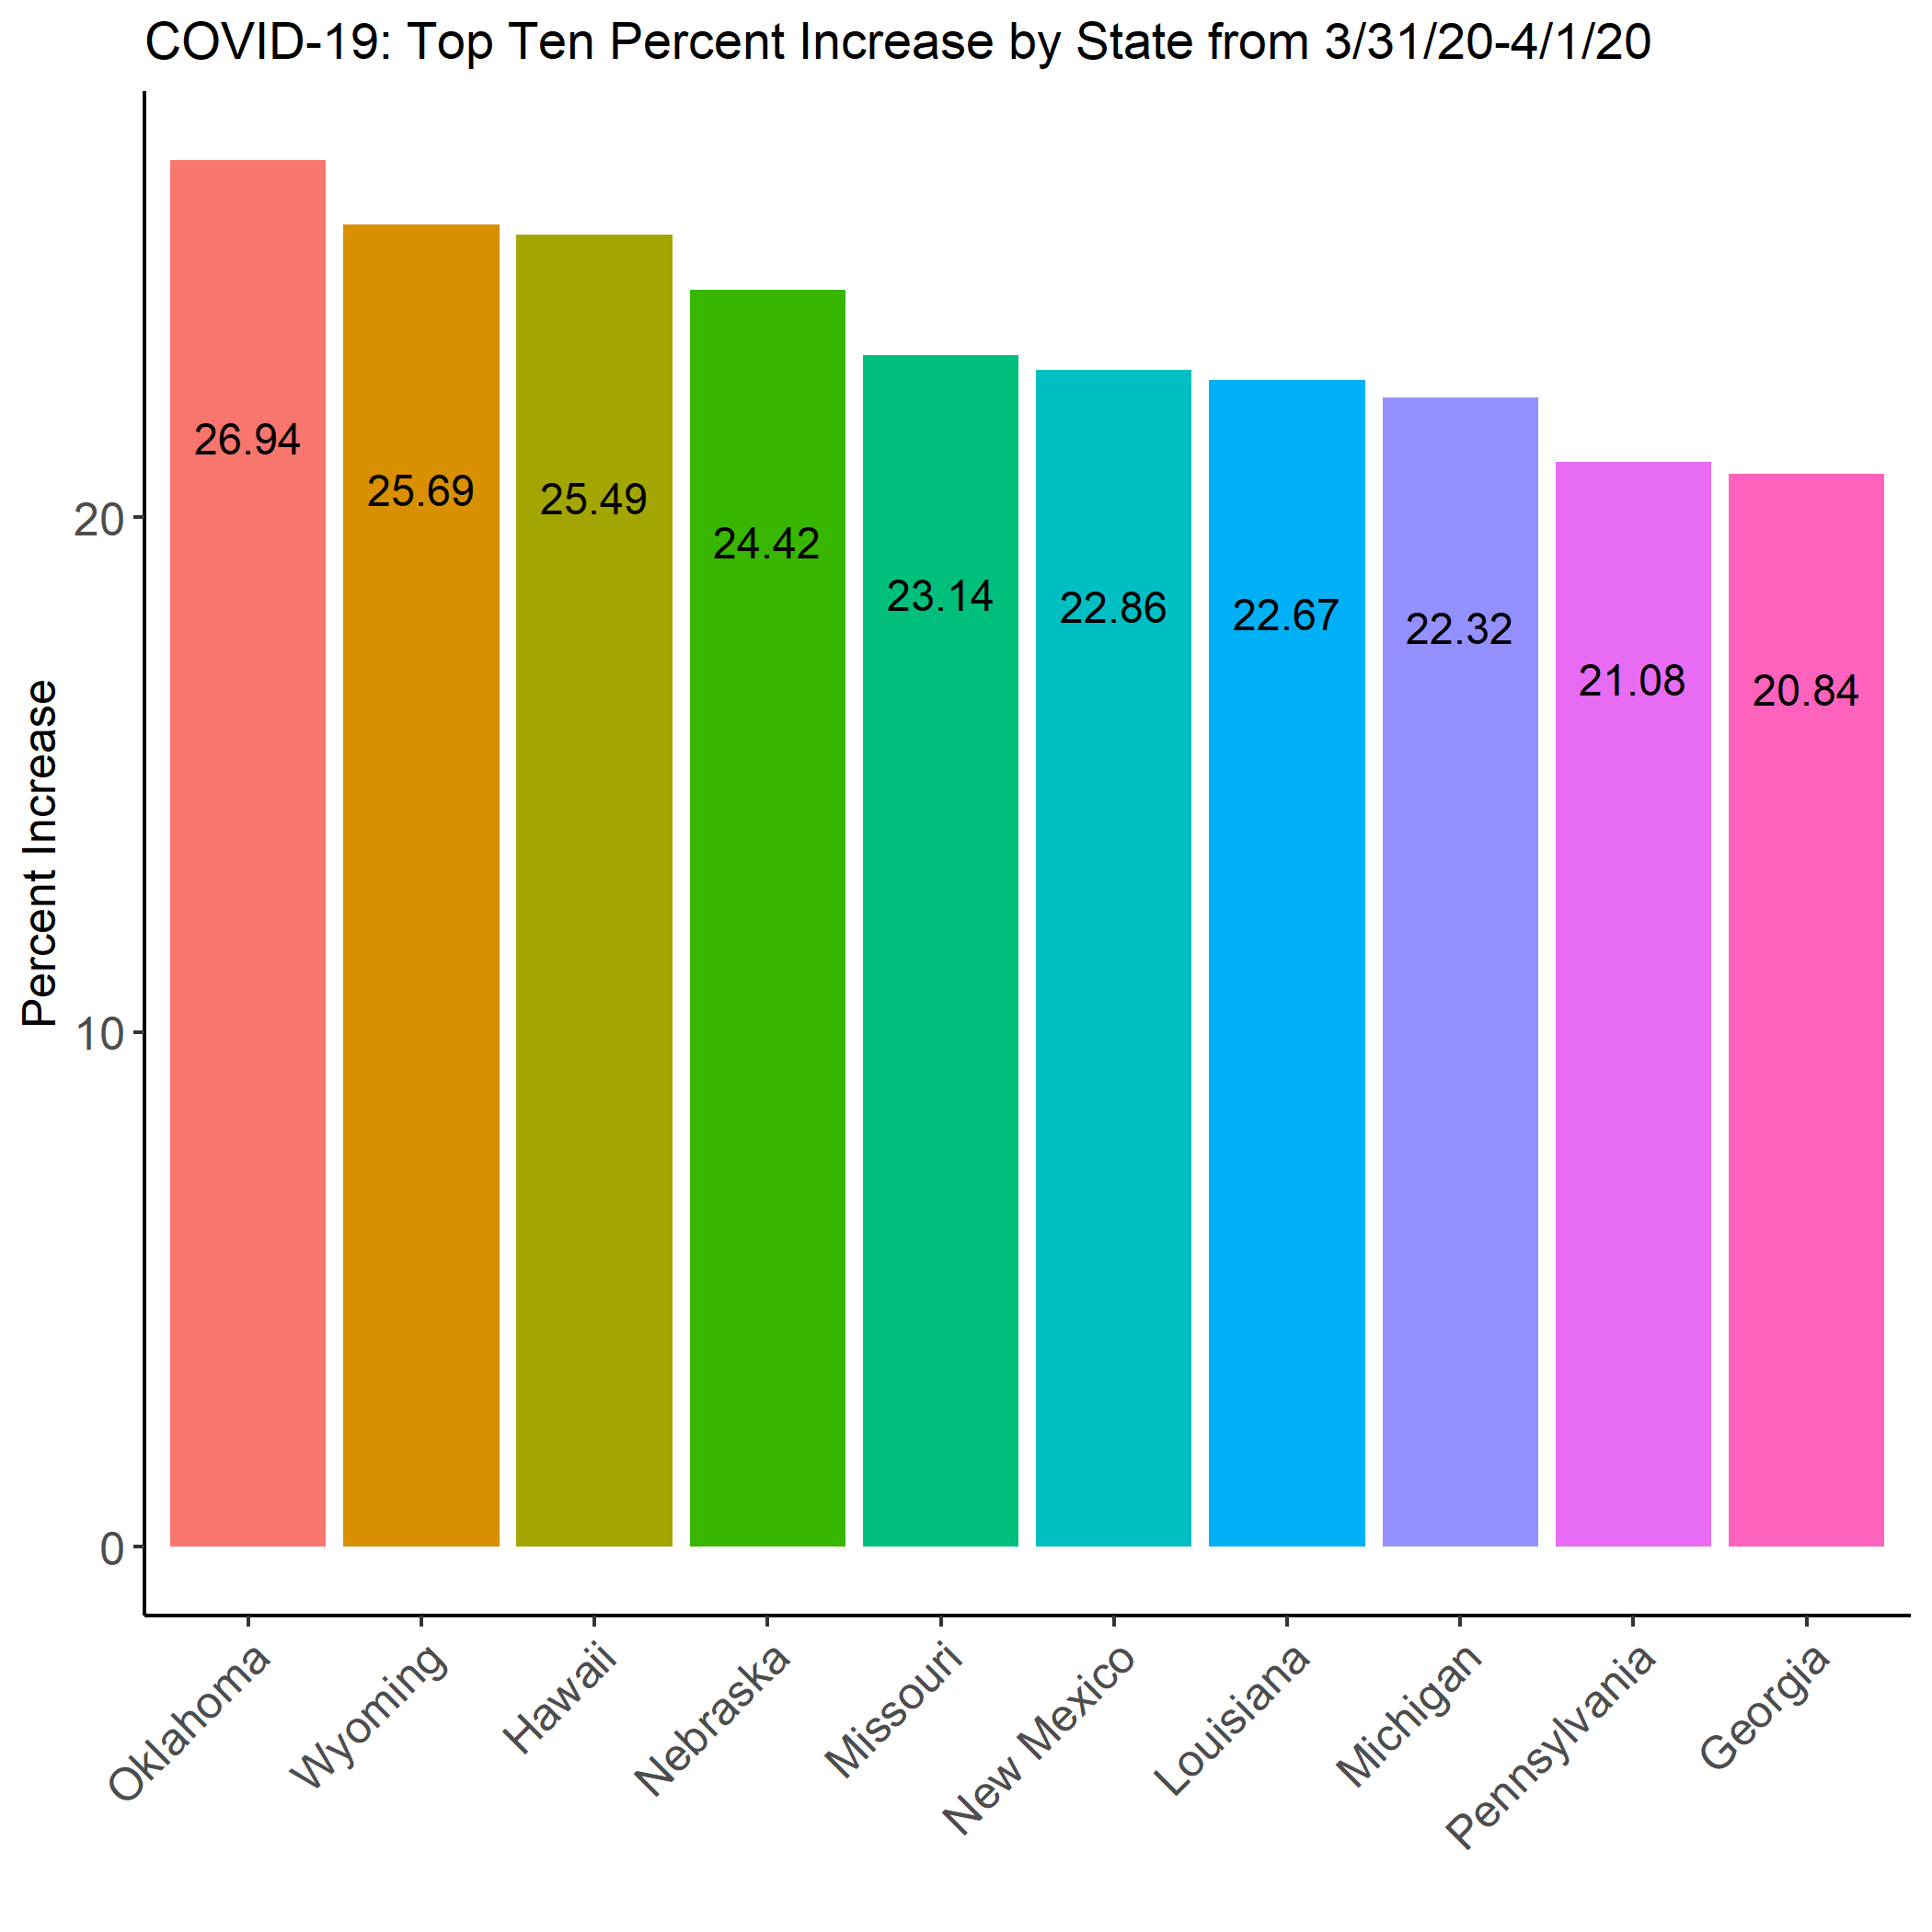 COVID-19: Top Ten Percent Increase by State from 3/31/20-4/1/20
Percent Increase
20
10
0
26.94
25.69
25.49
24.42
23.14
22.86
22.67
22.32
21.08
20.84
Oklahoma
Wyoming
Hawaii
Nebraska
Missouri
New Mexico
Louisiana
Michigan
Pennsylvania
Georgia